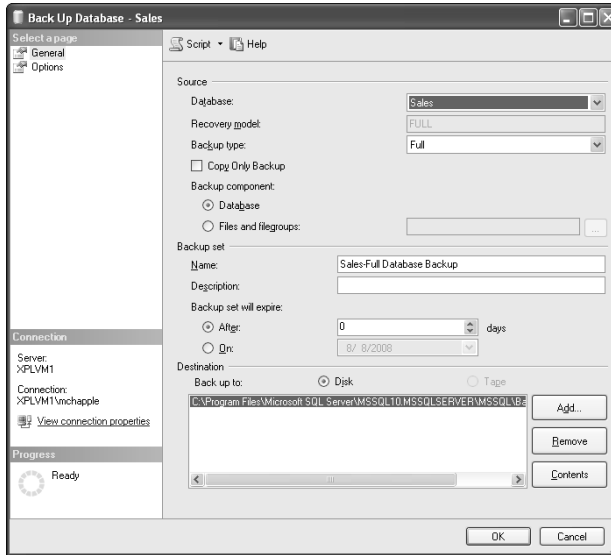 Back Up Database - Sales
Select a page
General
Options
Script
Help
Source
Database:
Sales
Recovery model:
FULL
Backup type:
Full
Copy Only Backup
Backup component:
Database
Files and filegroups:
...
Backup set
Name:
Sales-Full Database Backup
Description:
Backup set will expire:
After:
0
days
On:
8/ 8/2008
Destination
Back up to:
Disk
Tape
C:\Program Files\Microsoft SQL Server\MSSQL10.MSSQLSERVER\MSSQL\Ba
Add...
Remove
Contents
Connection
Server:
XPLVM1
Connection:
XPLVM1\mchapple
View connection properties
Progress
Ready
OK
Cancel